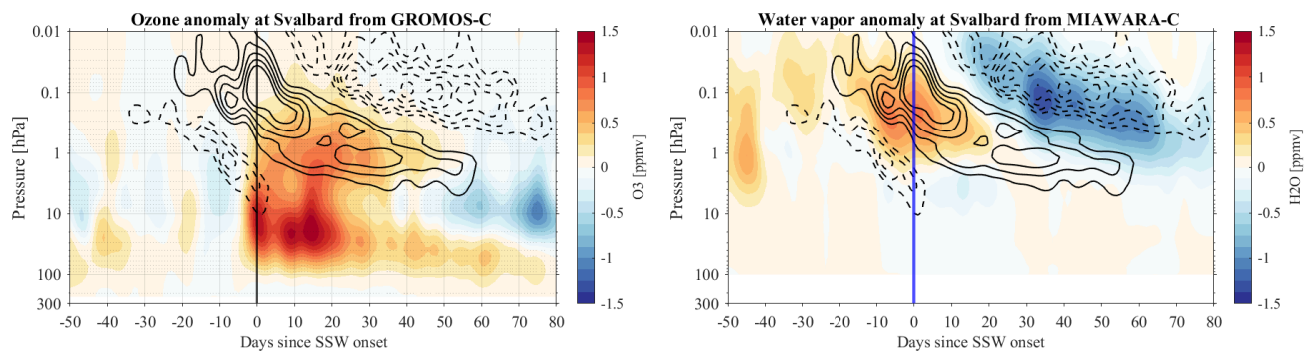 Ozone anomaly at Svalbard from GROMOS-C
0.01
0.1
1
10
100
300
Pressure [hPa]
-50 -40 -30 -20 -10 0 10 20 30 40 50 60 70 80
Days since SSW onset
1.5
1
0.5
0
-0.5
-1
-1.5
O3 [ppmv]
Water vapor anomaly at Svalbard from MIAWARA-C
0.01
0.1
1
10
100
300
Pressure [hPa]
-50 -40 -30 -20 -10 0 10 20 30 40 50 60 70 80
Days since SSW onset
1.5
1
0.5
0
-0.5
-1
-1.5
H2O [ppmv]